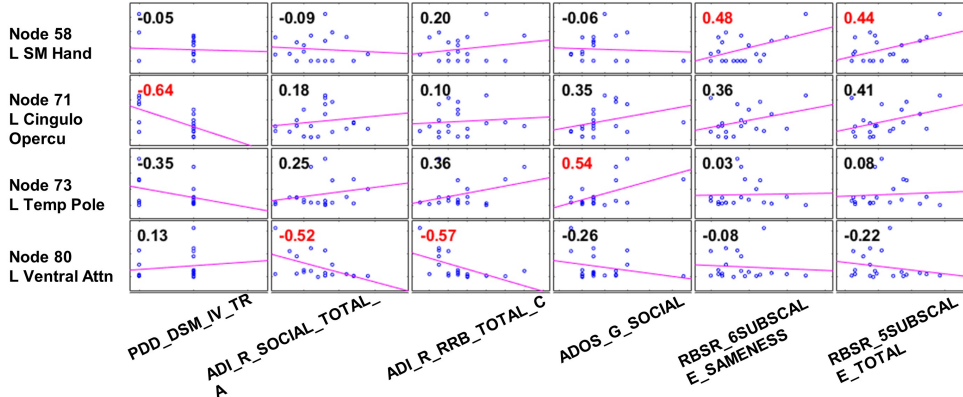 Node 58
L SM Hand
-0.05
-0.09
0.20
-0.06
0.48
0.44
Node 71
L Cingulo
Opercu
-0.64
0.18
0.10
0.35
0.36
0.41
Node 73
L Temp Pole
-0.35
0.25
0.36
0.54
0.03
0.08
Node 80
L Ventral Attn
0.13
-0.52
-0.57
-0.26
-0.08
-0.22
PDD_DSM_IV_TR
ADI_R_SOCIAL_TOTAL_
A
ADI_R_RRB_TOTAL_C
ADOS_G_SOCIAL
RBSR_6SUBSCAL
E_SAMENESS
RBSR_5SUBSCAL
E_TOTAL